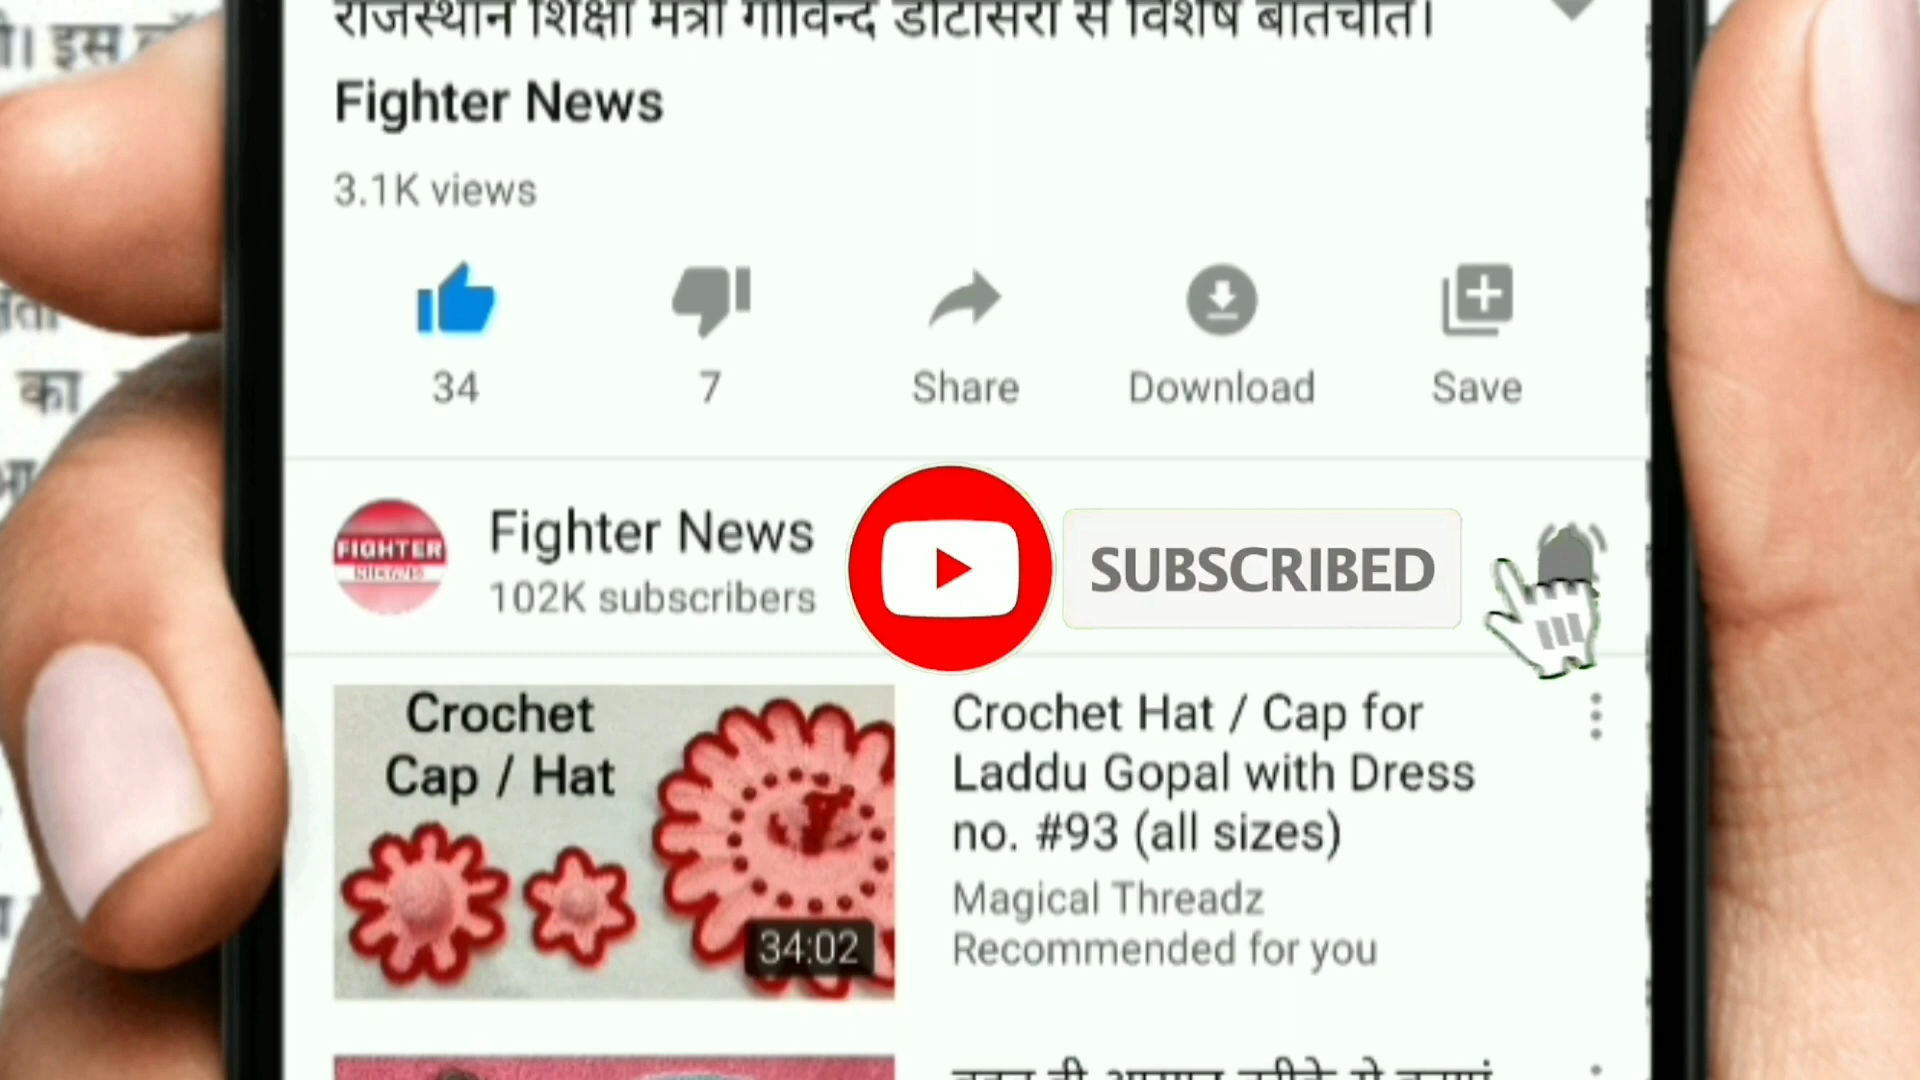 राजस्थान शिक्षा मंत्री गोविन्द डोटासरा से विशेष बातचीत।
Fighter News
3.1K views
34
7
Share
Download
Save
इस
का
FIGHTER
Fighter News
102K subscribers
SUBSCRIBED
Crochet
Cap / Hat
34:02
Crochet Hat / Cap for
Laddu Gopal with Dress
no. #93 (all sizes)
Magical Threadz
Recommended for you